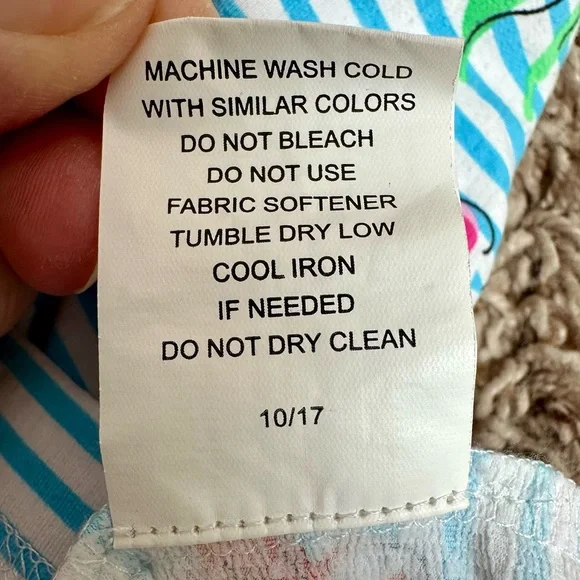 MACHINE WASH COLD
WITH SIMILAR COLORS
DO NOT BLEACH
DO NOT USE
FABRIC SOFTENER
TUMBLE DRY LOW
COOL IRON
IF NEEDED
DO NOT DRY CLEAN
10/17